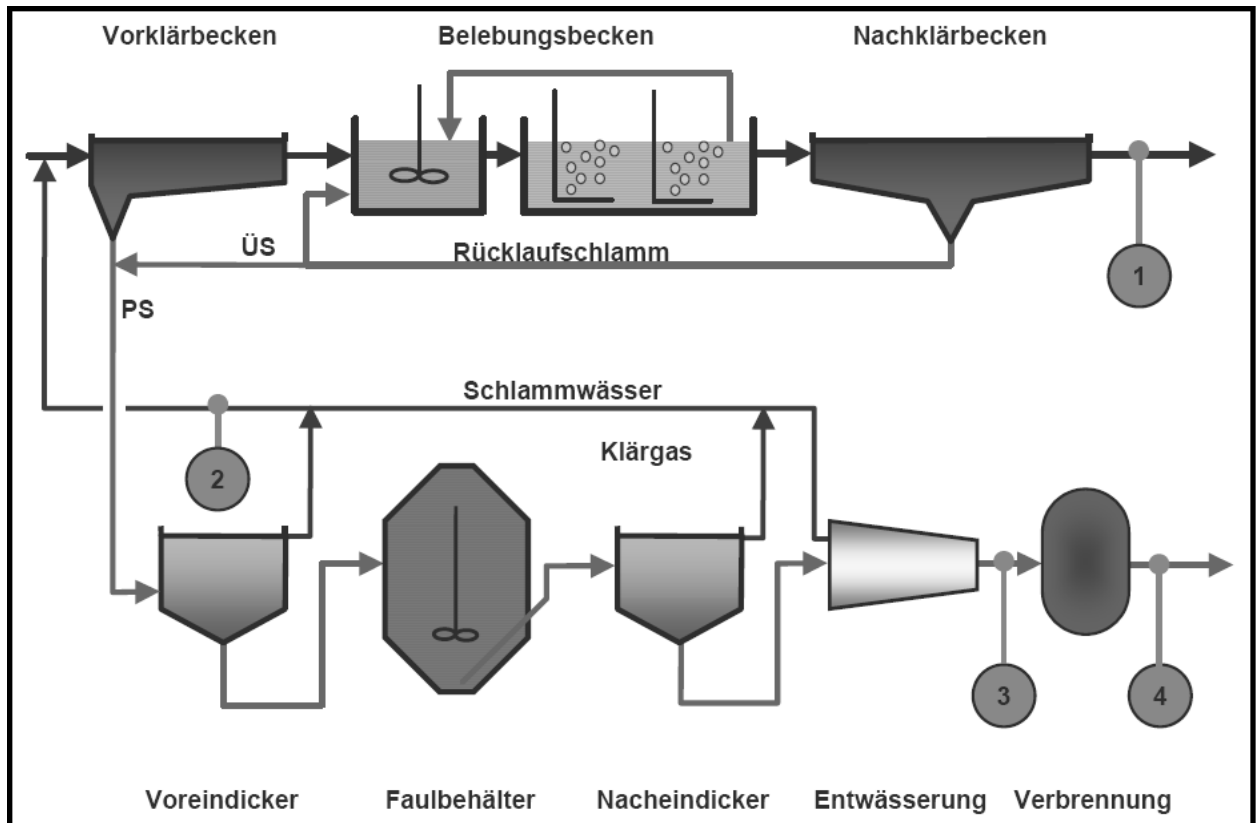 Vorklärbecken Belebungsbecken Nachklärbecken
ÜS Rücklaufschlamm
1
PS
Schlammwässer
Klärgas
2
3 4
Voreindicker Faulbehälter Nacheindicker Entwässerung Verbrennung